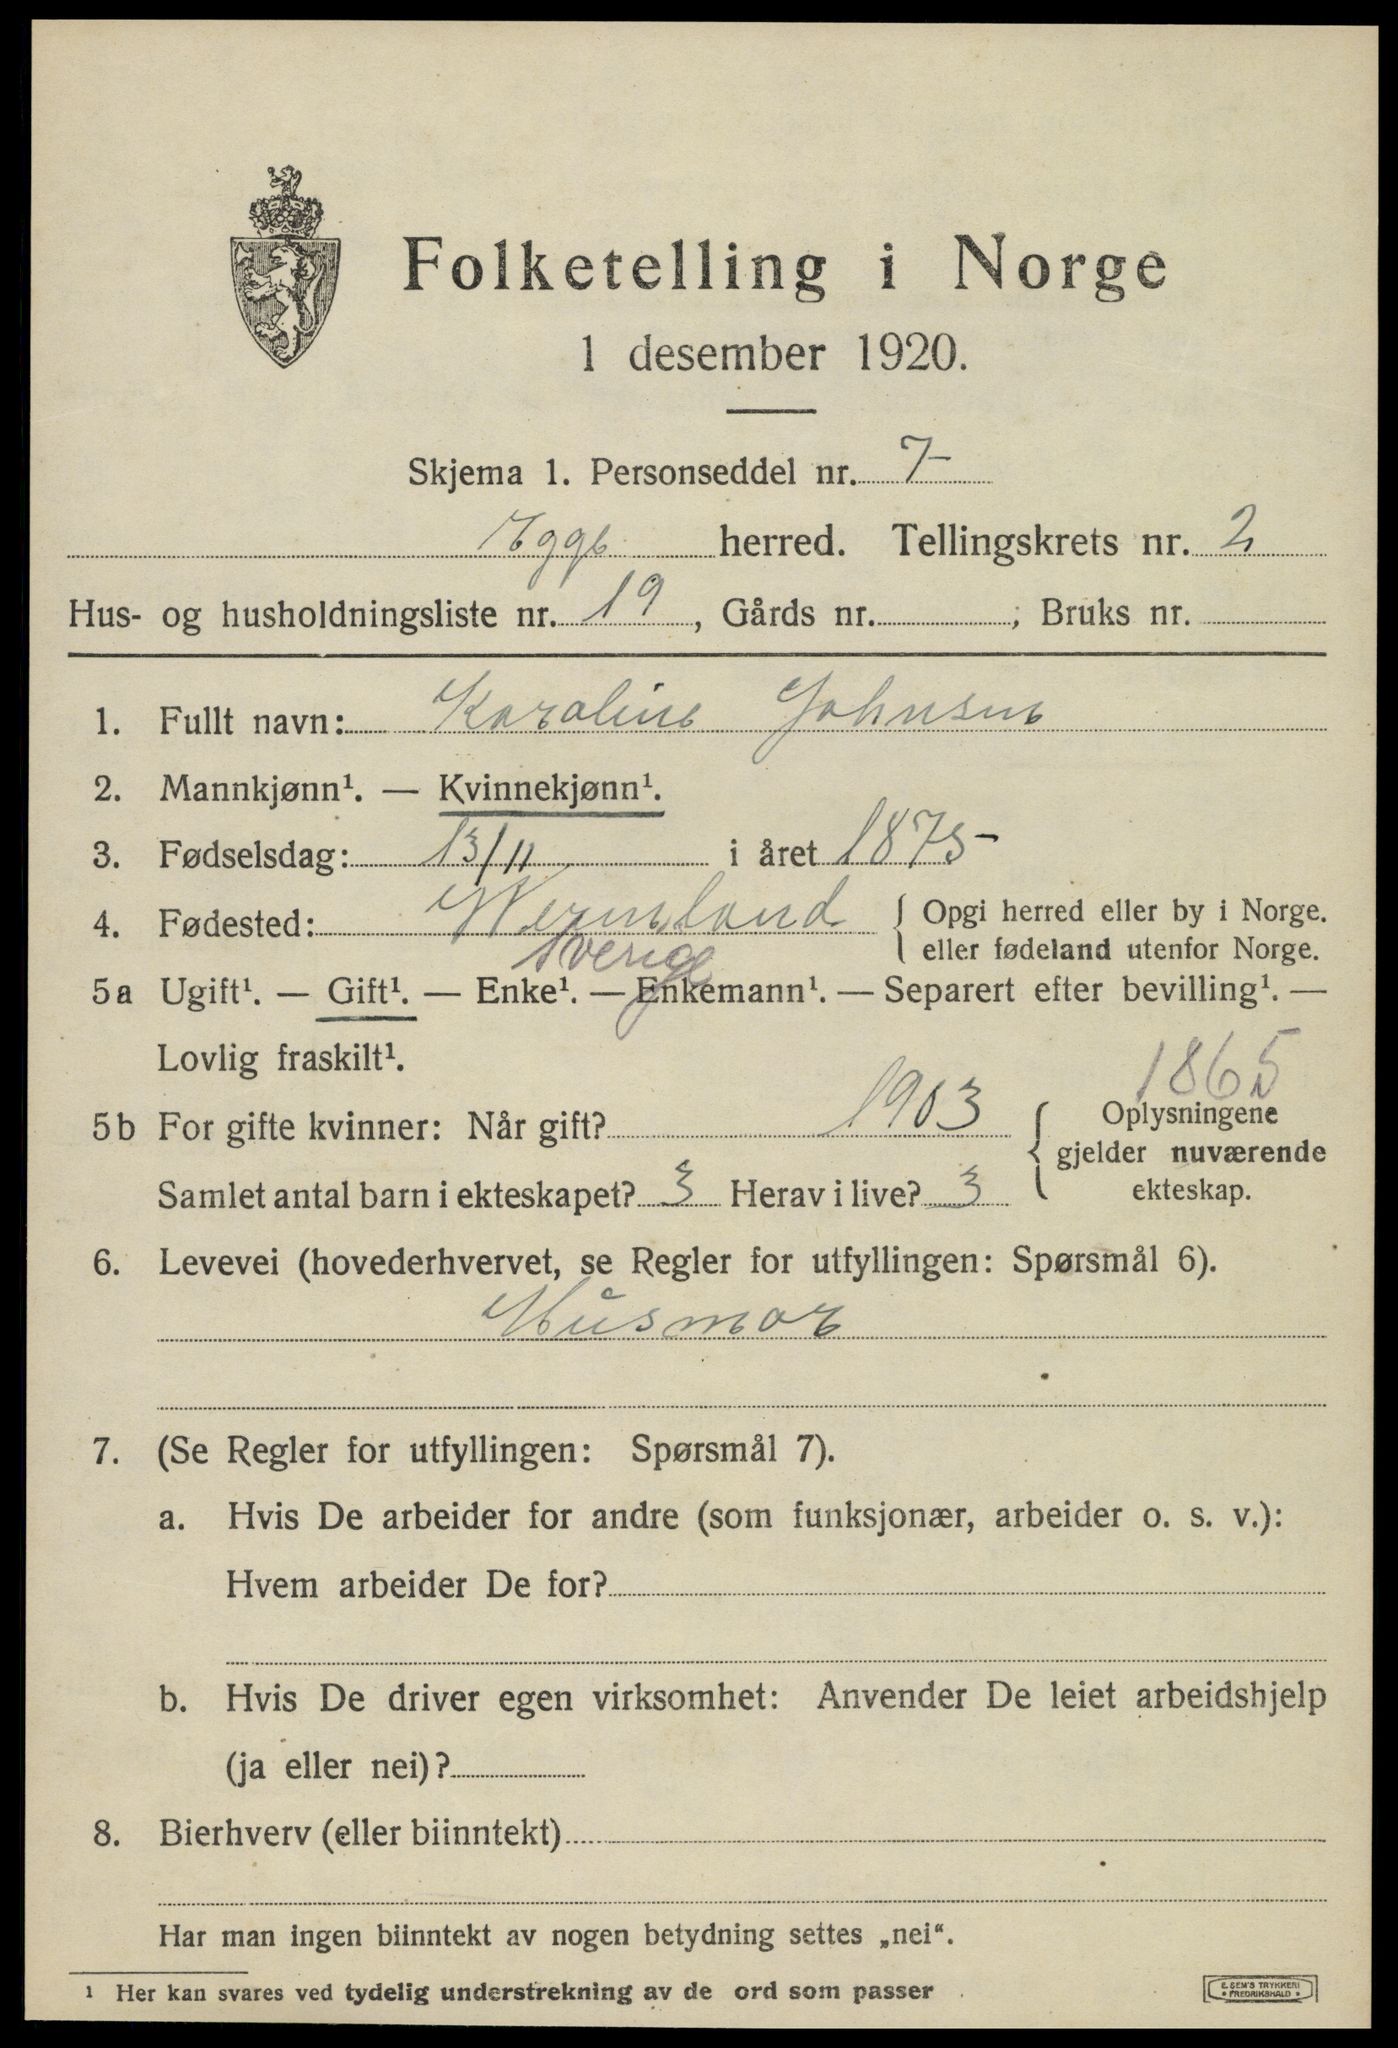 Folketelling i Norge
1 desember 1920.
Skjema 1. Personseddel nr. 7
Egge herred. Tellingskrets nr. 2
Hus- og husholdningsliste nr. 19, Gårds nr. ; Bruks nr.
1. Fullt navn: Karoline Johnsen
2. Mannkjønn¹. — Kvinnekjønn¹.
3. Fødselsdag: 13/11 i året 1875
4. Fødested: Wermland { Opgi herred eller by i Norge.
Sverige { eller fødeland utenfor Norge.
5a Ugift¹. — Gift¹. — Enke¹. — Enkemann¹. — Separert efter bevilling¹. —
Lovlig fraskilt¹.
1865
5b For gifte kvinner: Når gift? 1903 { Oplysningene
gjelder nuværende
Samlet antal barn i ekteskapet? 3 Herav i live? 3 ekteskap.
6. Levevei (hovederhvervet, se Regler for utfyllingen: Spørsmål 6).
Husmor
7. (Se Regler for utfyllingen: Spørsmål 7).
a. Hvis De arbeider for andre (som funksjonær, arbeider o. s. v.):
Hvem arbeider De for?
b. Hvis De driver egen virksomhet: Anvender De leiet arbeidshjelp
(ja eller nei)?
8. Bierhverv (eller biinntekt)
Har man ingen biinntekt av nogen betydning settes „nei“.
¹ Her kan svares ved tydelig understrekning av de ord som passer
E. SEM'S TRYKKERI
• FREDRIKSHALD •